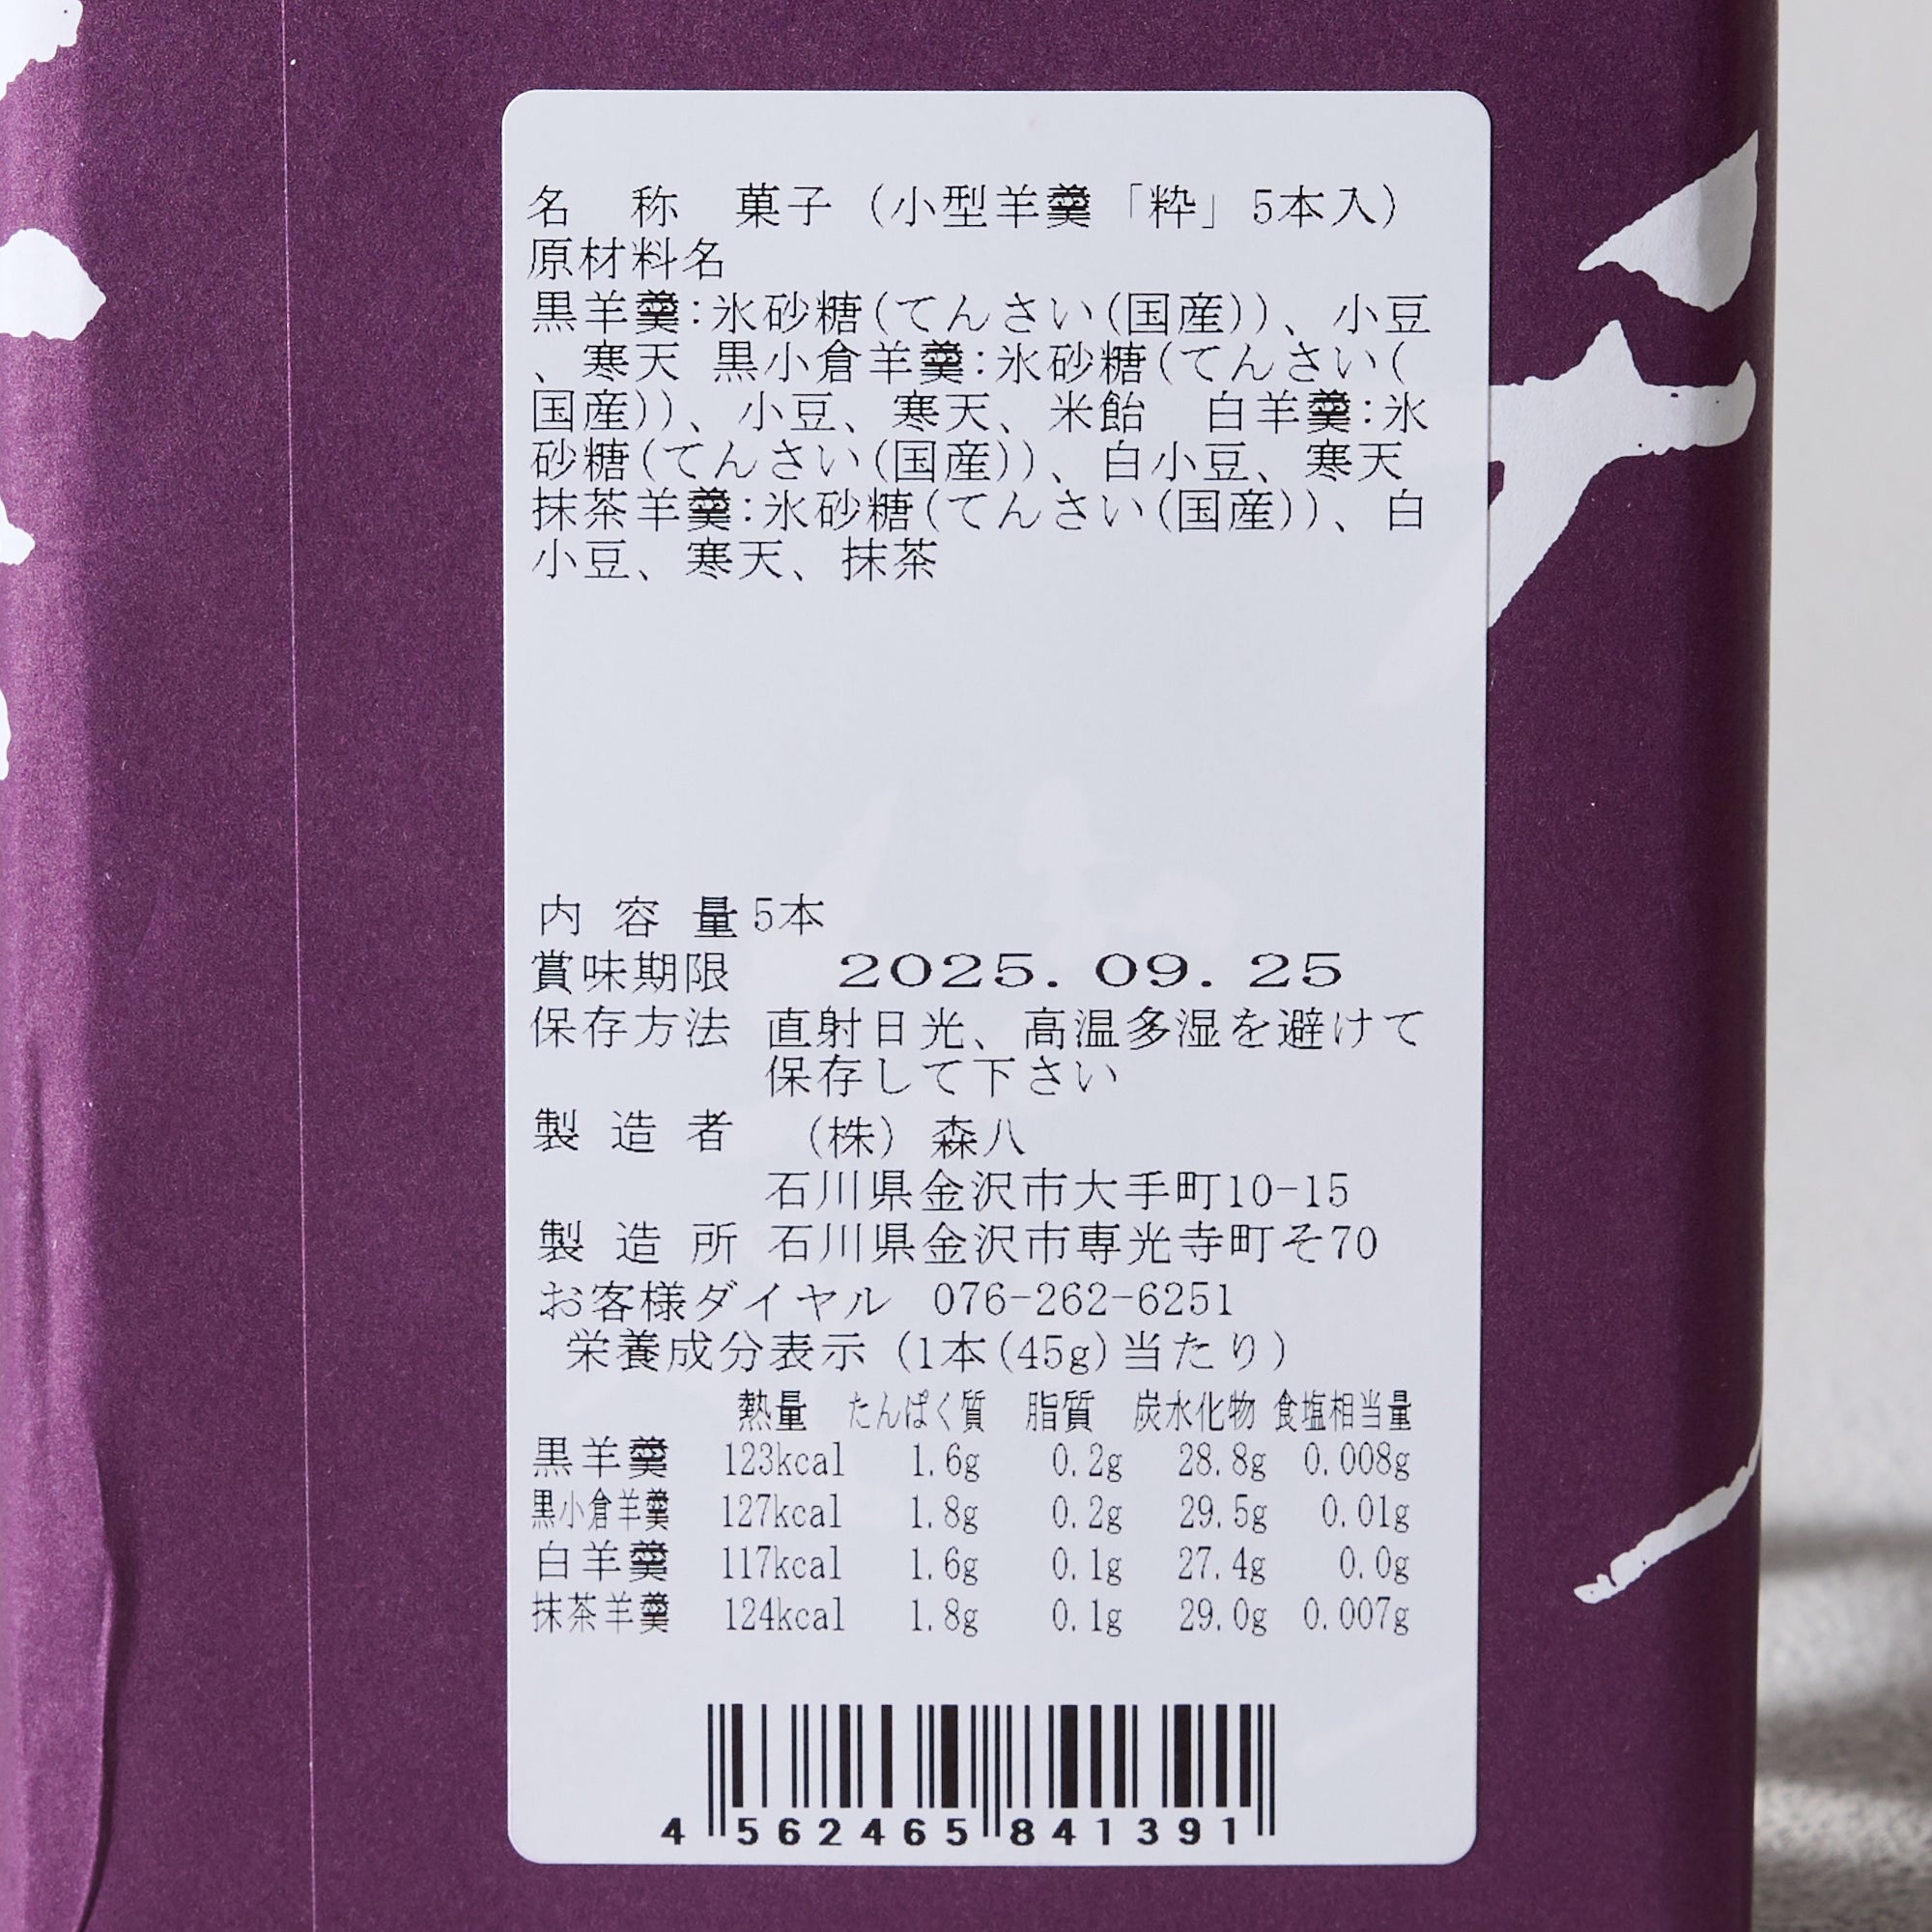 名　称　菓子（小型羊羹「粋」5本入）
原材料名
黒羊羹:氷砂糖(てんさい(国産))、小豆
、寒天 黒小倉羊羹:氷砂糖(てんさい(
国産))、小豆、寒天、米飴　白羊羹:氷
砂糖(てんさい(国産))、白小豆、寒天
抹茶羊羹:氷砂糖(てんさい(国産))、白
小豆、寒天、抹茶
内 容 量 5本
賞味期限　2025.09.25
保存方法 直射日光、高温多湿を避けて
保存して下さい
製 造 者　（株）森八
石川県金沢市大手町10-15
製 造 所 石川県金沢市専光寺町そ70
お客様ダイヤル 076-262-6251
栄養成分表示（1本(45g)当たり）
熱量 たんぱく質 脂質 炭水化物 食塩相当量
黒羊羹 123kcal 1.6g 0.2g 28.8g 0.008g
黒小倉羊羹 127kcal 1.8g 0.2g 29.5g 0.01g
白羊羹 117kcal 1.6g 0.1g 27.4g 0.0g
抹茶羊羹 124kcal 1.8g 0.1g 29.0g 0.007g
4 562465 841391